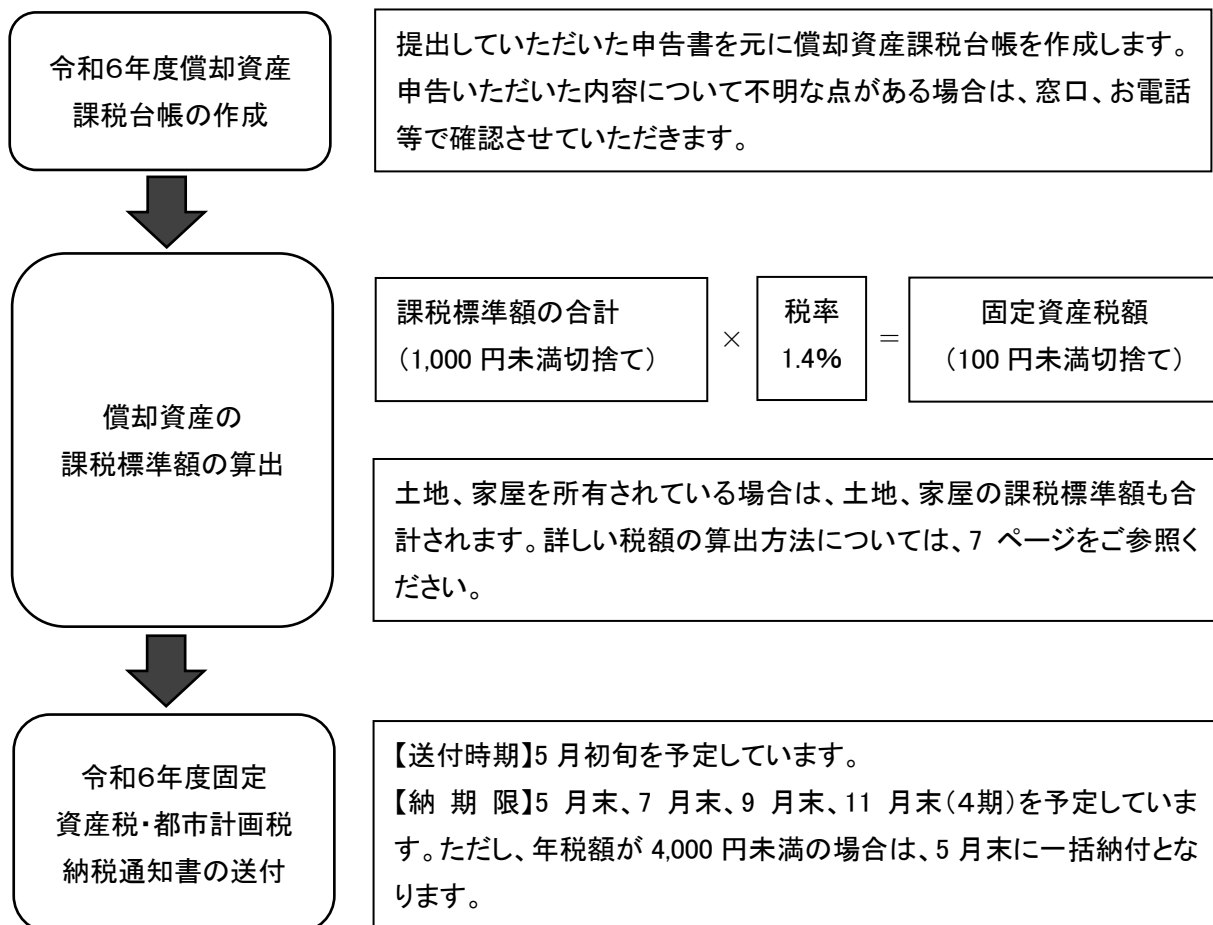 令和6年度償却資産
課税台帳の作成
提出していただいた申告書を元に償却資産課税台帳を作成します。
申告いただいた内容について不明な点がある場合は、窓口、お電話
等で確認させていただきます。
償却資産の
課税標準額の算出
課税標準額の合計
(1,000 円未満切捨て)
×
税率
1.4%
=
固定資産税額
(100 円未満切捨て)
土地、家屋を所有されている場合は、土地、家屋の課税標準額も合
計されます。詳しい税額の算出方法については、7 ページをご参照く
ださい。
令和6年度固定
資産税・都市計画税
納税通知書の送付
【送付時期】5 月初旬を予定しています。
【納 期 限】5 月末、7 月末、9 月末、11 月末(4期)を予定していま
す。ただし、年税額が 4,000 円未満の場合は、5 月末に一括納付とな
ります。